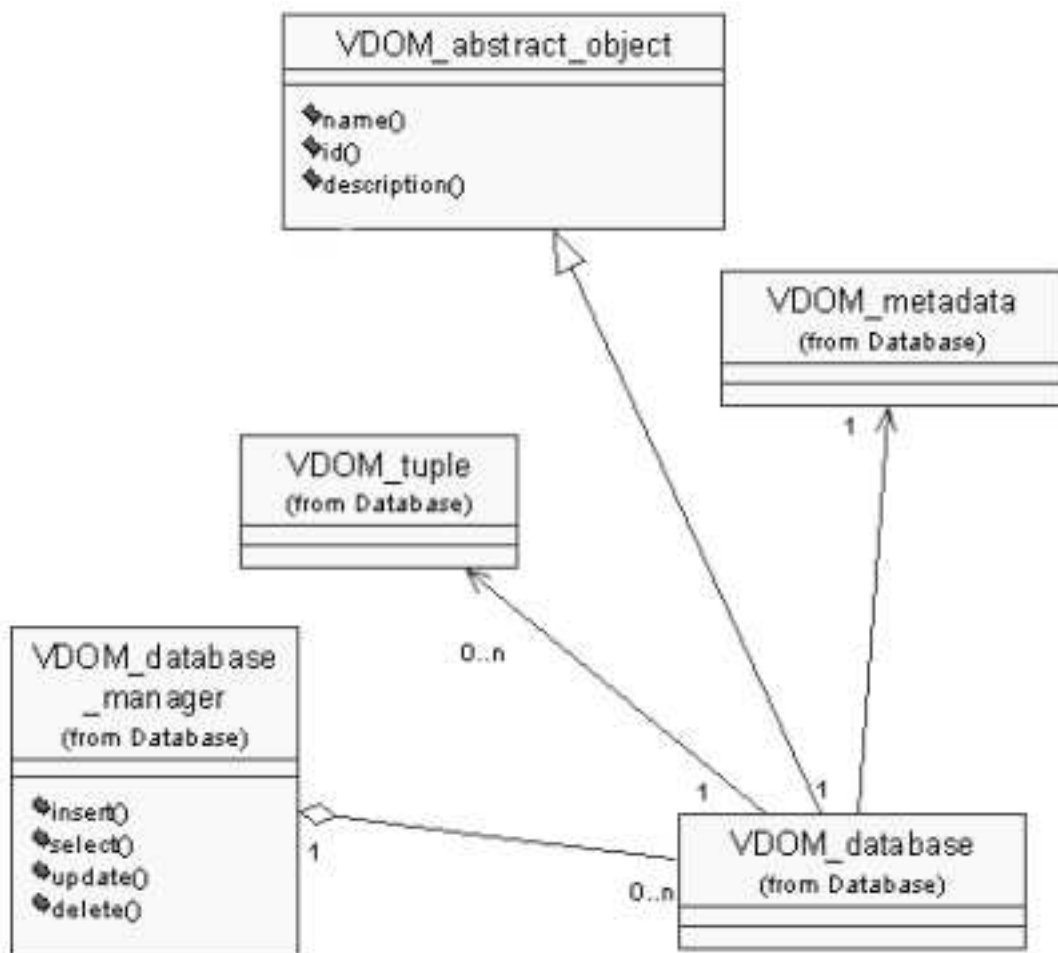 VDOM_abstract_object
name()
id()
description()
VDOM_metadata
(from Database)
1
VDOM_tuple
(from Database)
0..n
VDOM_database
_manager
(from Database)
insert()
select()
update()
delete()
1
0..n
1
1
VDOM_database
(from Database)